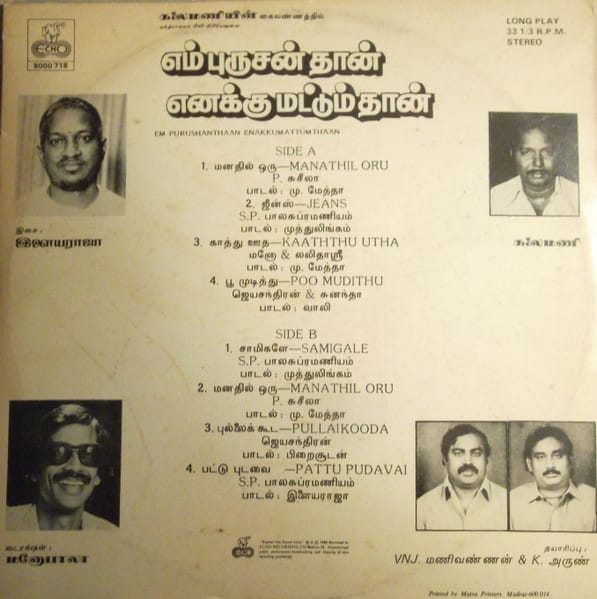 கலைமணியின் கைவண்ணத்தில்
LONG PLAY
33 1/3 R.P.M.
STEREO
ECHO
8000 718
எம்புருசன்தான்
எனக்குமட்டும்தான்
EM PURUSHANTHAAN ENAKKUMATTUMTHAAN
SIDE A
1. மனதில் ஒரு—MANATHIL ORU
P. சுசீலா
பாடல் : மு. மேத்தா
2. ஜீன்ஸ்—JEANS
S.P. பாலசுப்ரமணியம்
பாடல் : முத்துலிங்கம்
3. காத்து ஊத—KAATHTHU UTHA
மனோ & லலிதாஸ்ரீ
பாடல் : மு. மேத்தா
4. பூ முடித்து—POO MUDITHU
ஜெயசந்திரன் & சுனந்தா
பாடல் : வாலி
இசை :
இளையராஜா
கலைமணி
SIDE B
1. சாமிகளே—SAMIGALE
S.P. பாலசுப்ரமணியம்
பாடல் : முத்துலிங்கம்
2. மனதில் ஒரு—MANATHIL ORU
P. சுசீலா
பாடல் : மு. மேத்தா
3. புல்லைக் கூட—PULLAIKOODA
ஜெயசந்திரன்
பாடல் : பிறைசூடன்
4. பட்டு புடவை —PATTU PUDAVAI
S.P. பாலசுப்ரமணியம்
பாடல் : இளையராஜா
டைரக்‌ஷன் :
மனோபாலா
ECHO
தயாரிப்பு :
VNJ. மணிவண்ணன் & K. அருண்
Printed by Matva Printers, Madras-600 014.